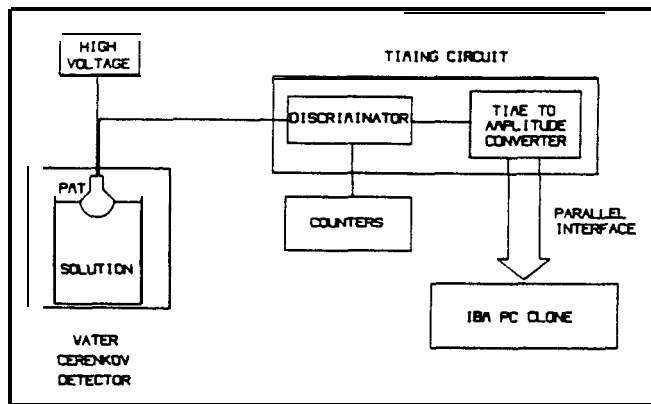 HIGH
VOLTAGE
TIAING CIRCUIT
DISCRIAINATOR
TIAE TO
AAPLITUDE
CONVERTER
PAT
COUNTERS
PARALLEL
INTERFACE
SOLUTION
IBA PC CLONE
VATER
CERENKOV
DETECTOR